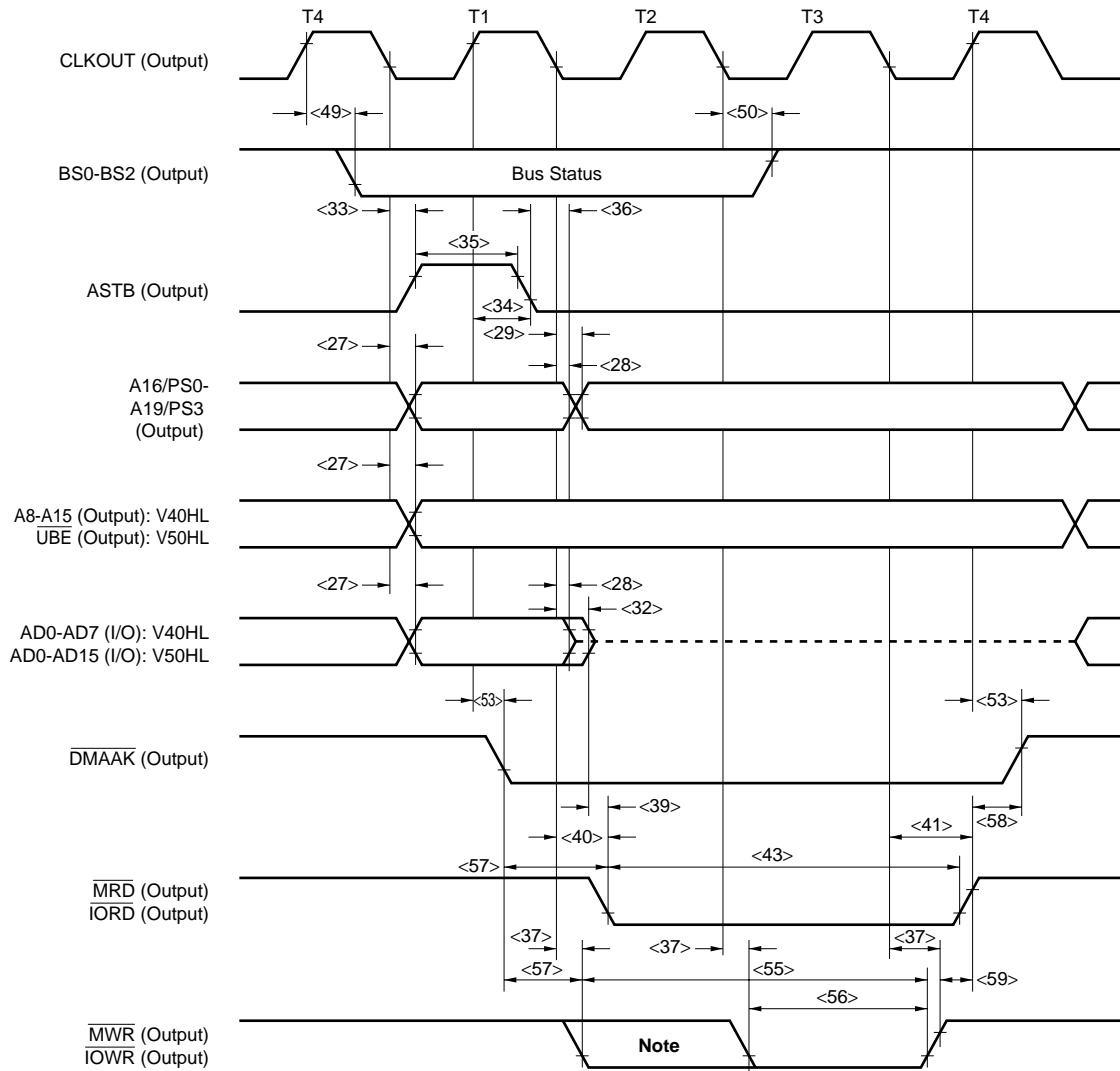 T4 T1 T2 T3 T4
CLKOUT (Output)
<49> <50>
BS0-BS2 (Output) Bus Status
<33> <36>
<35>
ASTB (Output)
<34>
<29>
<27>
<28>
A16/PS0-
A19/PS3
(Output)
<27>
A8-A15 (Output): V40HL
UBE (Output): V50HL
<27> <28>
<32>
AD0-AD7 (I/O): V40HL
AD0-AD15 (I/O): V50HL
<53> <53>
DMAAK (Output)
<39>
<40> <41> <58>
<57> <43>
MRD (Output)
IORD (Output)
<37> <37> <37>
<57> <55> <59>
<56>
MWR (Output)
IOWR (Output)
Note